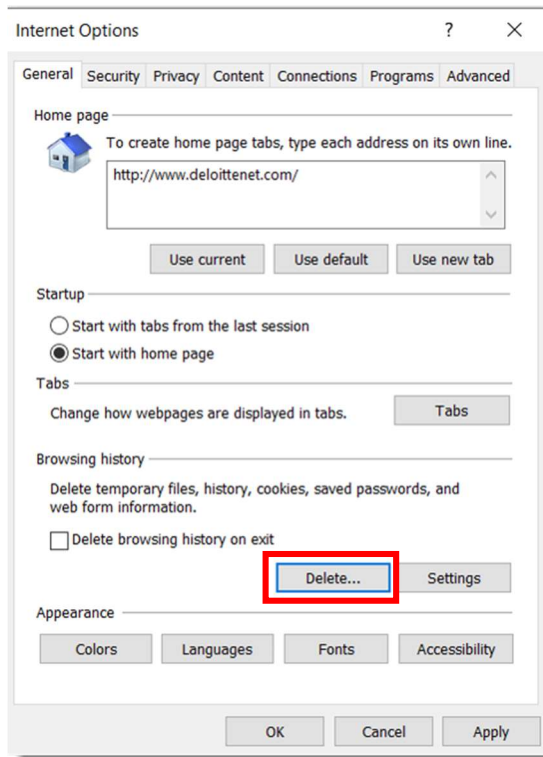 Internet Options ? ×
General Security Privacy Content Connections Programs Advanced
Home page
To create home page tabs, type each address on its own line.
http://www.deloittenet.com/
Use current Use default Use new tab
Startup
Start with tabs from the last session
Start with home page
Tabs
Change how webpages are displayed in tabs. Tabs
Browsing history
Delete temporary files, history, cookies, saved passwords, and
web form information.
Delete browsing history on exit
Delete... Settings
Appearance
Colors Languages Fonts Accessibility
OK Cancel Apply